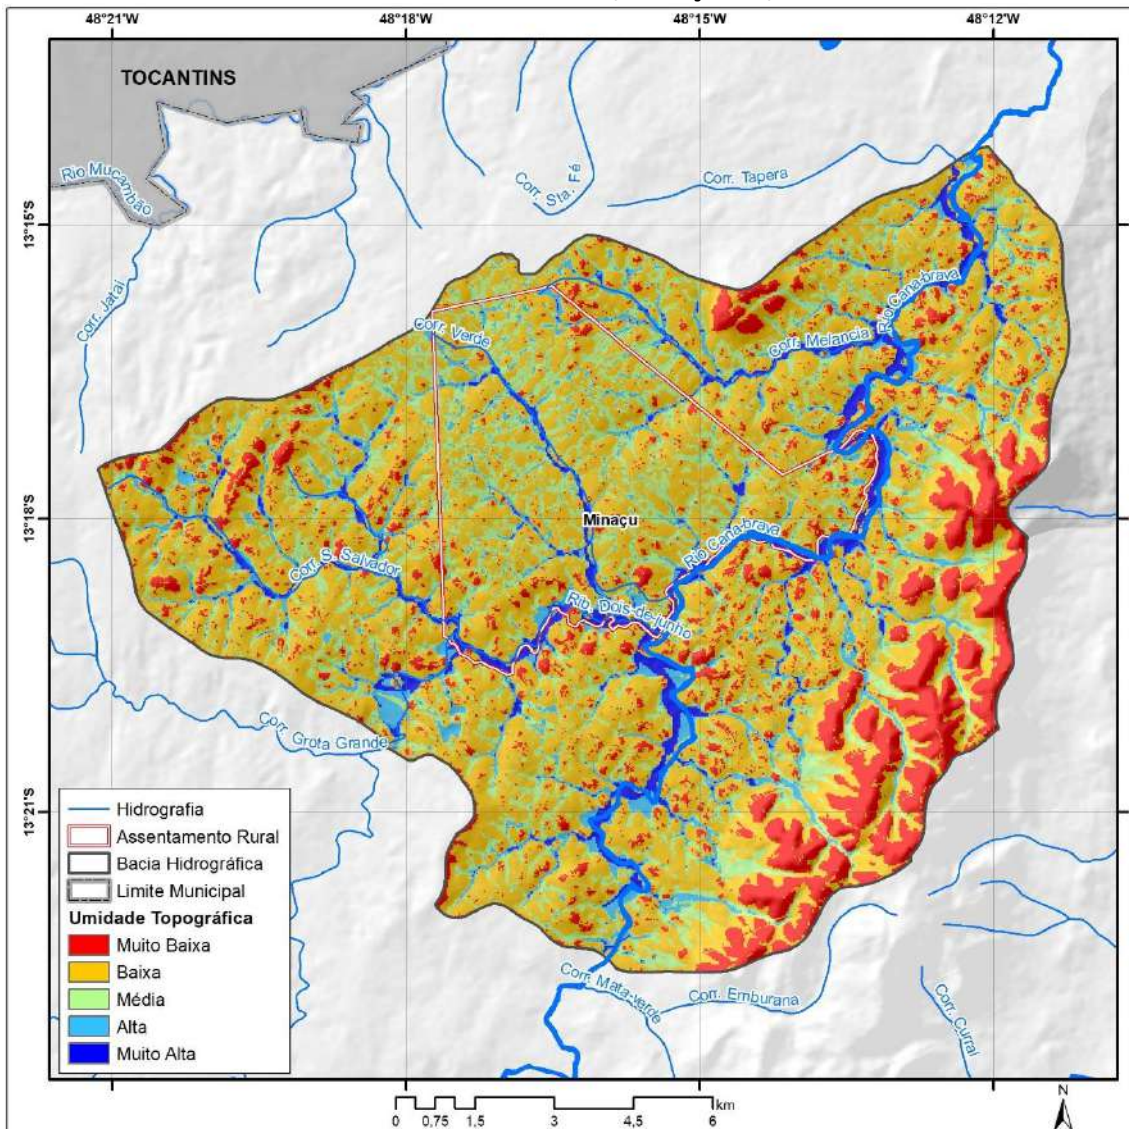 48°21'W 48°18'W 48°15'W 48°12'W
TOCANTINS
Rio Mucambão
Corr. Sta. Fé
Corr. Tapera
13°15'S
Corr. Jataí
Corr. Verde
Rio Cana-brava
Corr. Melancia
13°18'S
Minaçu
Rio Cana-brava
Corr. S. Salvador
Rib. Dois-de-junho
Corr. Grota Grande
13°21'S
Hidrografia
Assentamento Rural
Bacia Hidrográfica
Limite Municipal
Umidade Topográfica
Muito Baixa
Baixa
Média
Alta
Muito Alta
Corr. Mata-verde
Corr. Emburana
Corr. Curral
km
0 0,75 1,5 3 4,5 6
N